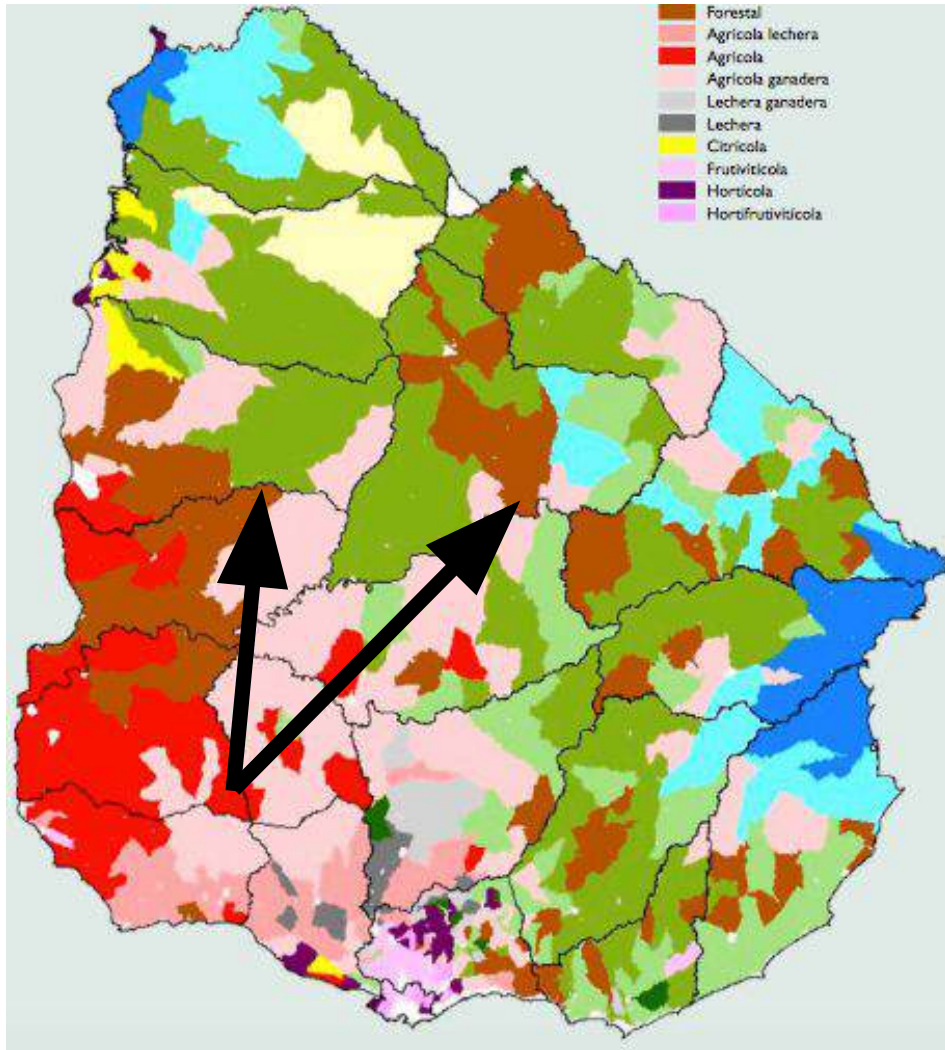 Forestal
Agrícola lechera
Agrícola
Agrícola ganadera
Lechera ganadera
Lechera
Citrícola
Frutivitícola
Hortícola
Hortifrutivitícola